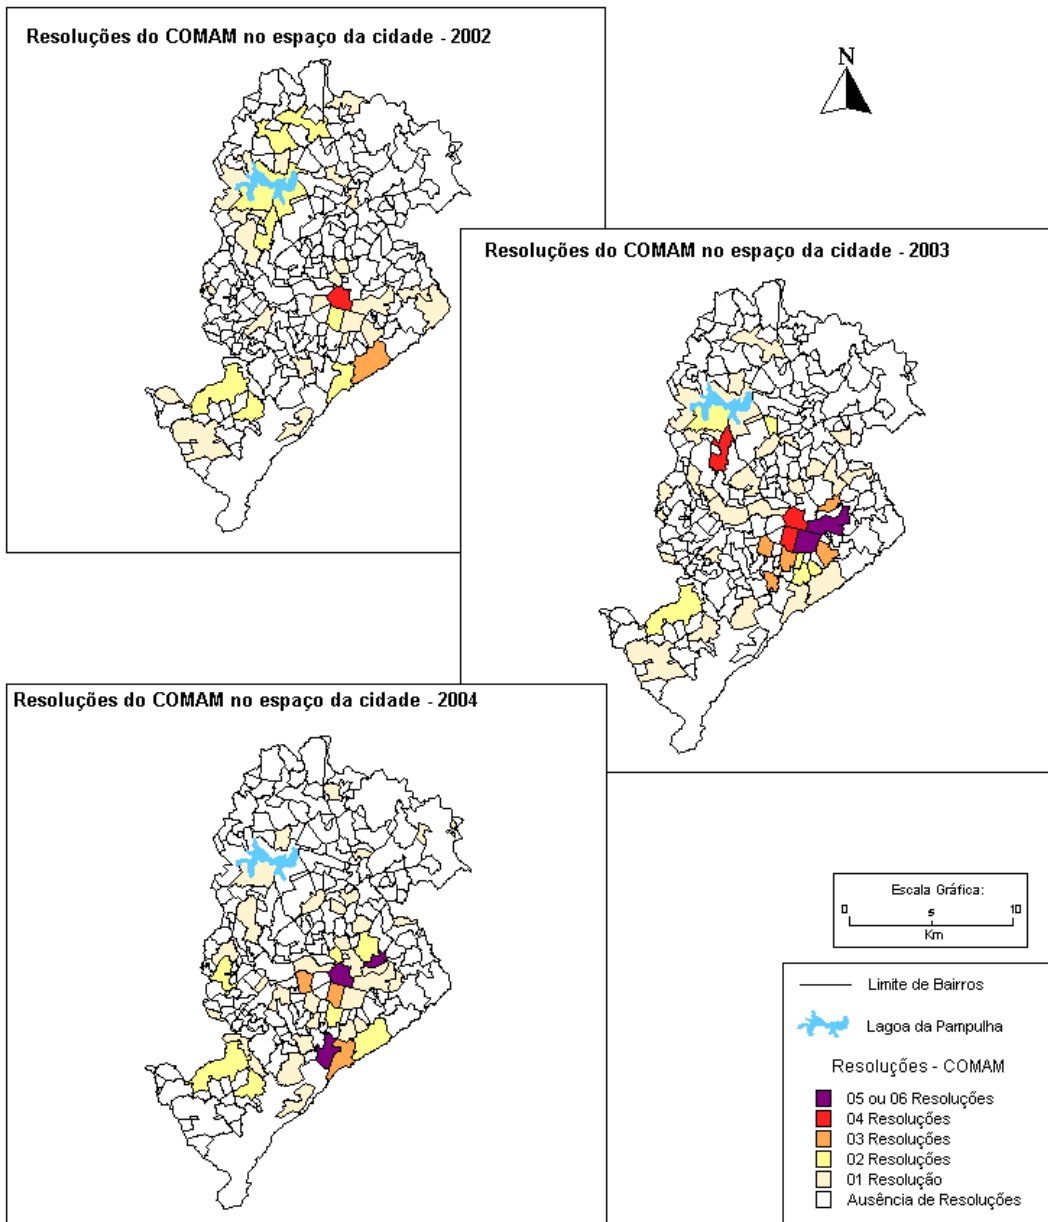 Resoluções do COMAM no espaço da cidade - 2002
N
Resoluções do COMAM no espaço da cidade - 2003
Resoluções do COMAM no espaço da cidade - 2004
Escala Gráfica:
0 5 10
Km
Limite de Bairros
Lagoa da Pampulha
Resoluções - COMAM
05 ou 06 Resoluções
04 Resoluções
03 Resoluções
02 Resoluções
01 Resolução
Ausência de Resoluções